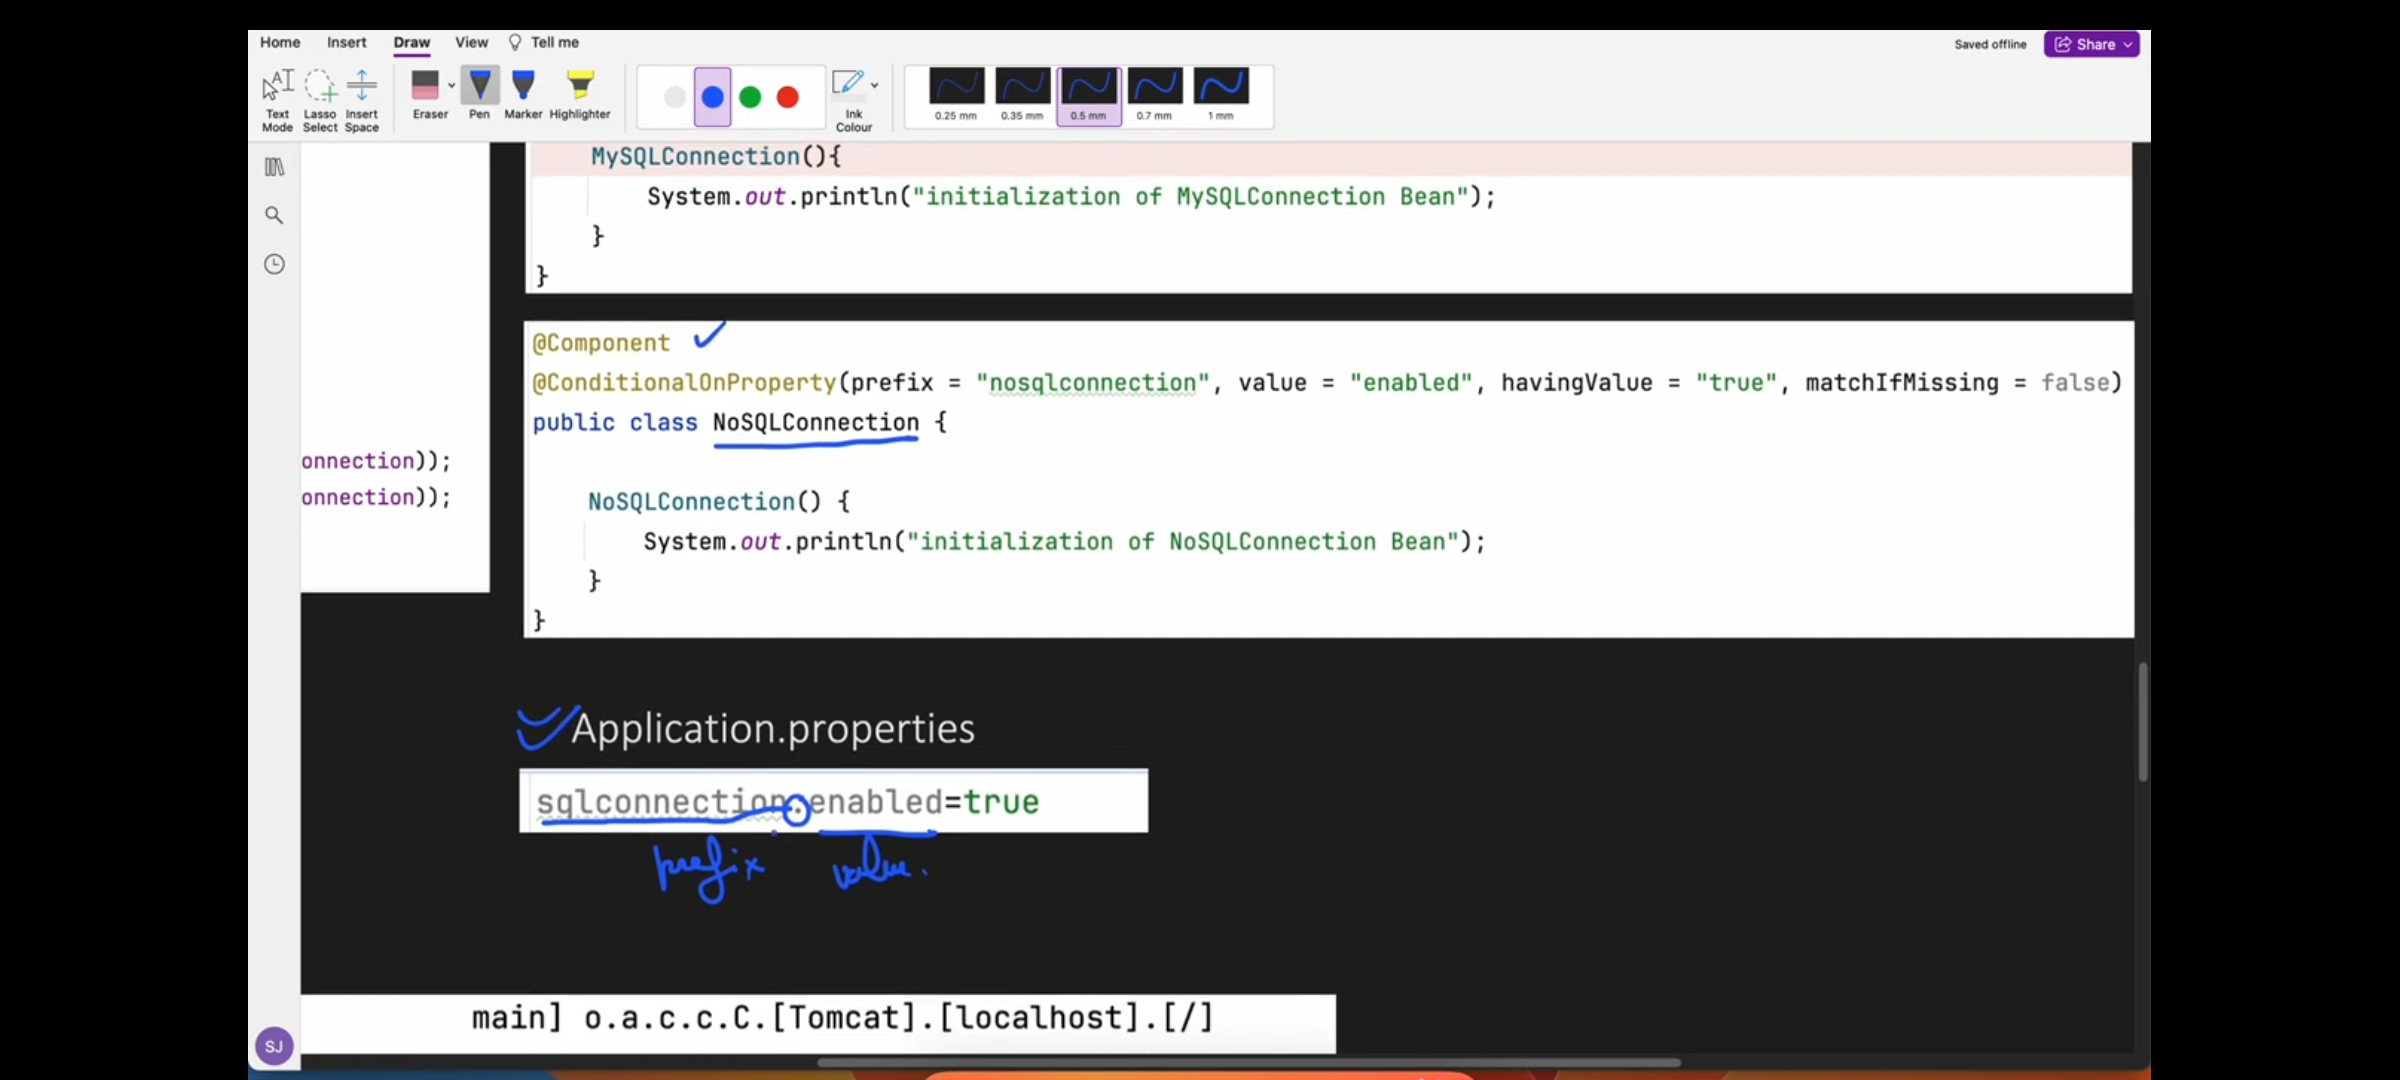 Home Insert Draw View Tell me
Saved offline Share
Text Mode Lasso Select Insert Space Eraser Pen Marker Highlighter Ink Colour 0.25 mm 0.35 mm 0.5 mm 0.7 mm 1 mm
MySQLConnection(){
System.out.println("initialization of MySQLConnection Bean");
}
}
@Component
@ConditionalOnProperty(prefix = "nosqlconnection", value = "enabled", havingValue = "true", matchIfMissing = false)
public class NoSQLConnection {
onnection));
onnection));
NoSQLConnection() {
System.out.println("initialization of NoSQLConnection Bean");
}
}
Application.properties
sqlconnection.enabled=true
prefix value.
main] o.a.c.c.C.[Tomcat].[localhost].[/]
SJ